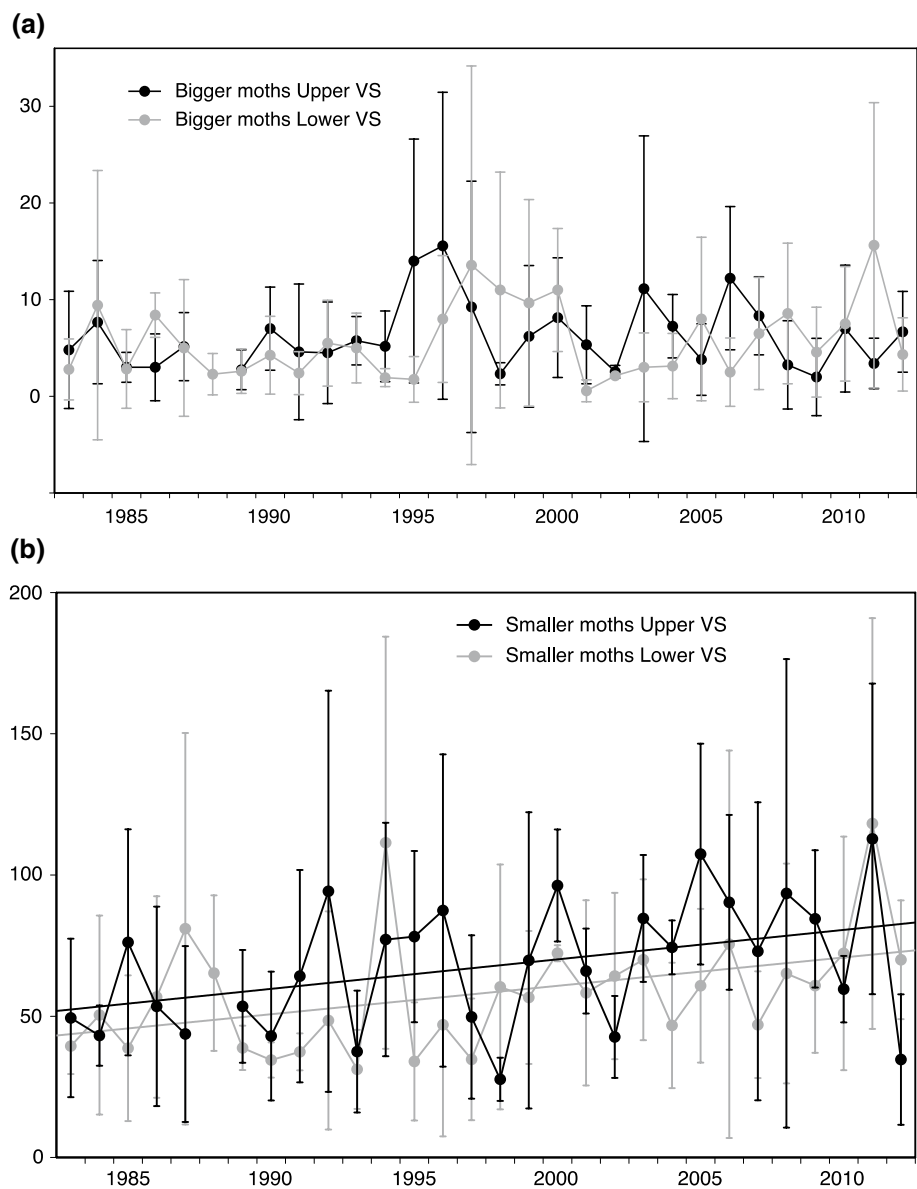 (a)
30
20
10
0
Bigger moths Upper VS
Bigger moths Lower VS
1985 1990 1995 2000 2005 2010
(b)
200
150
100
50
0
Smaller moths Upper VS
Smaller moths Lower VS
1985 1990 1995 2000 2005 2010